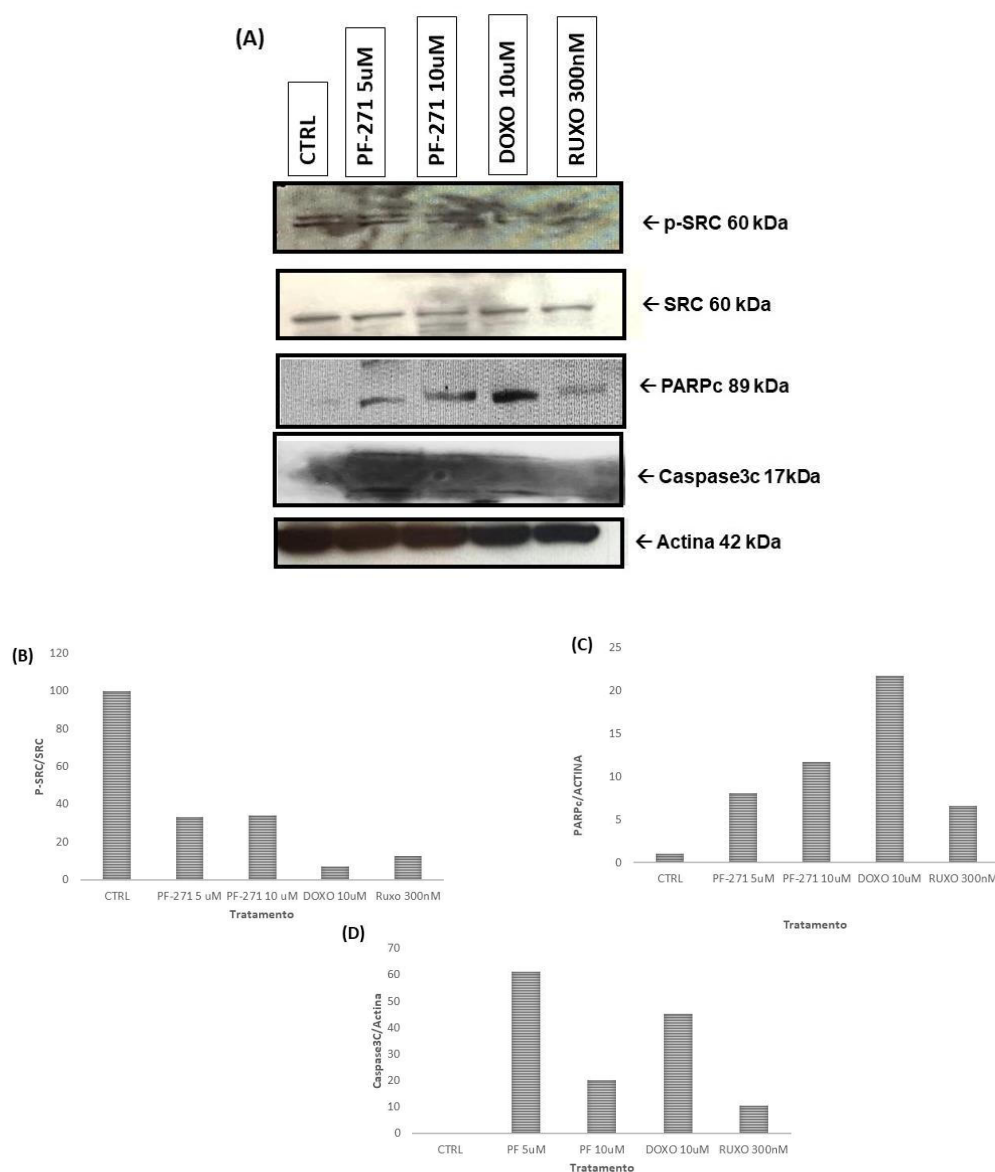 (A)
CTRL
PF-271 5uM
PF-271 10uM
DOXO 10uM
RUXO 300nM
← p-SRC 60 kDa
← SRC 60 kDa
← PARPc 89 kDa
← Caspase3c 17kDa
← Actina 42 kDa
(B)
120
100
80
60
40
20
0
P-SRC/SRC
CTRL
PF-271 5 uM
PF-271 10 uM
DOXO 10uM
Ruxo 300nM
Tratamento
(C)
25
20
15
10
5
0
PARPc/ACTINA
CTRL
PF-271 5uM
PF-271 10uM
DOXO 10uM
RUXO 300nM
Tratamento
(D)
70
60
50
40
30
20
10
0
Caspase3C/Actina
CTRL
PF 5uM
PF 10uM
DOXO 10uM
RUXO 300nM
Tratamento